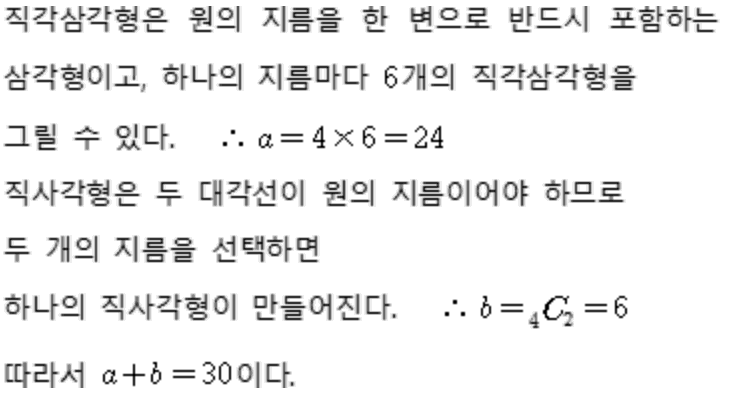 직각삼각형은 원의 지름을 한 변으로 반드시 포함하는
삼각형이고, 하나의 지름마다 6개의 직각삼각형을
그릴 수 있다. ∴ a=4×6=24
직사각형은 두 대각선이 원의 지름이어야 하므로
두 개의 지름을 선택하면
하나의 직사각형이 만들어진다. ∴ b=₄C₂=6
따라서 a+b=30이다.